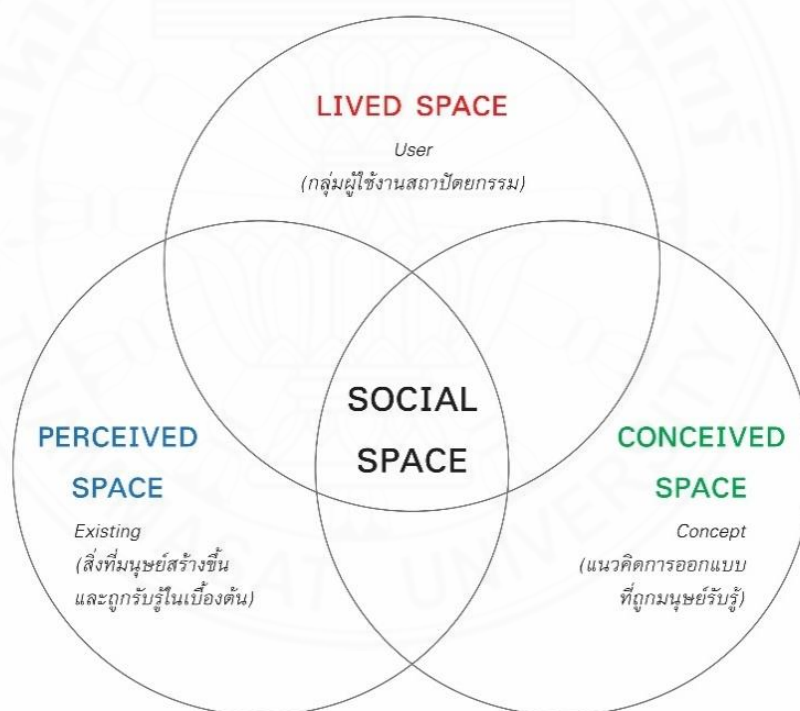 LIVED SPACE
User
(กลุ่มผู้ใช้งานสถาปัตยกรรม)
SOCIAL
SPACE
PERCEIVED
SPACE
Existing
(สิ่งที่มนุษย์สร้างขึ้น
และถูกรับรู้ในเบื้องต้น)
CONCEIVED
SPACE
Concept
(แนวคิดการออกแบบ
ที่ถูกมนุษย์รับรู้)
UNIVERSITY